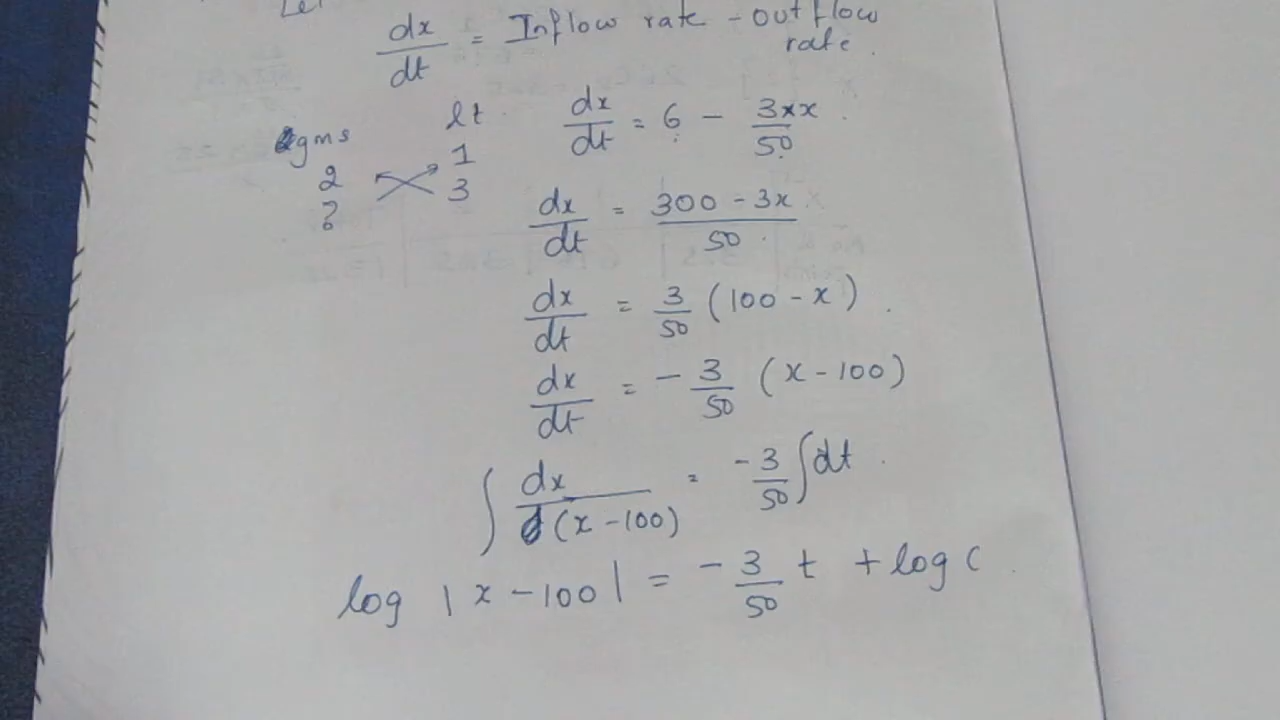 Let
dx/dt = Inflow rate - outflow rate.
gms lt
2 1
? 3
dx/dt = 6 - 3×x/50
dx/dt = 300 - 3x/50
dx/dt = 3/50 (100 - x)
dx/dt = - 3/50 (x - 100)
∫ dx/(x - 100) = -3/50 ∫ dt
log |x - 100| = - 3/50 t + log C